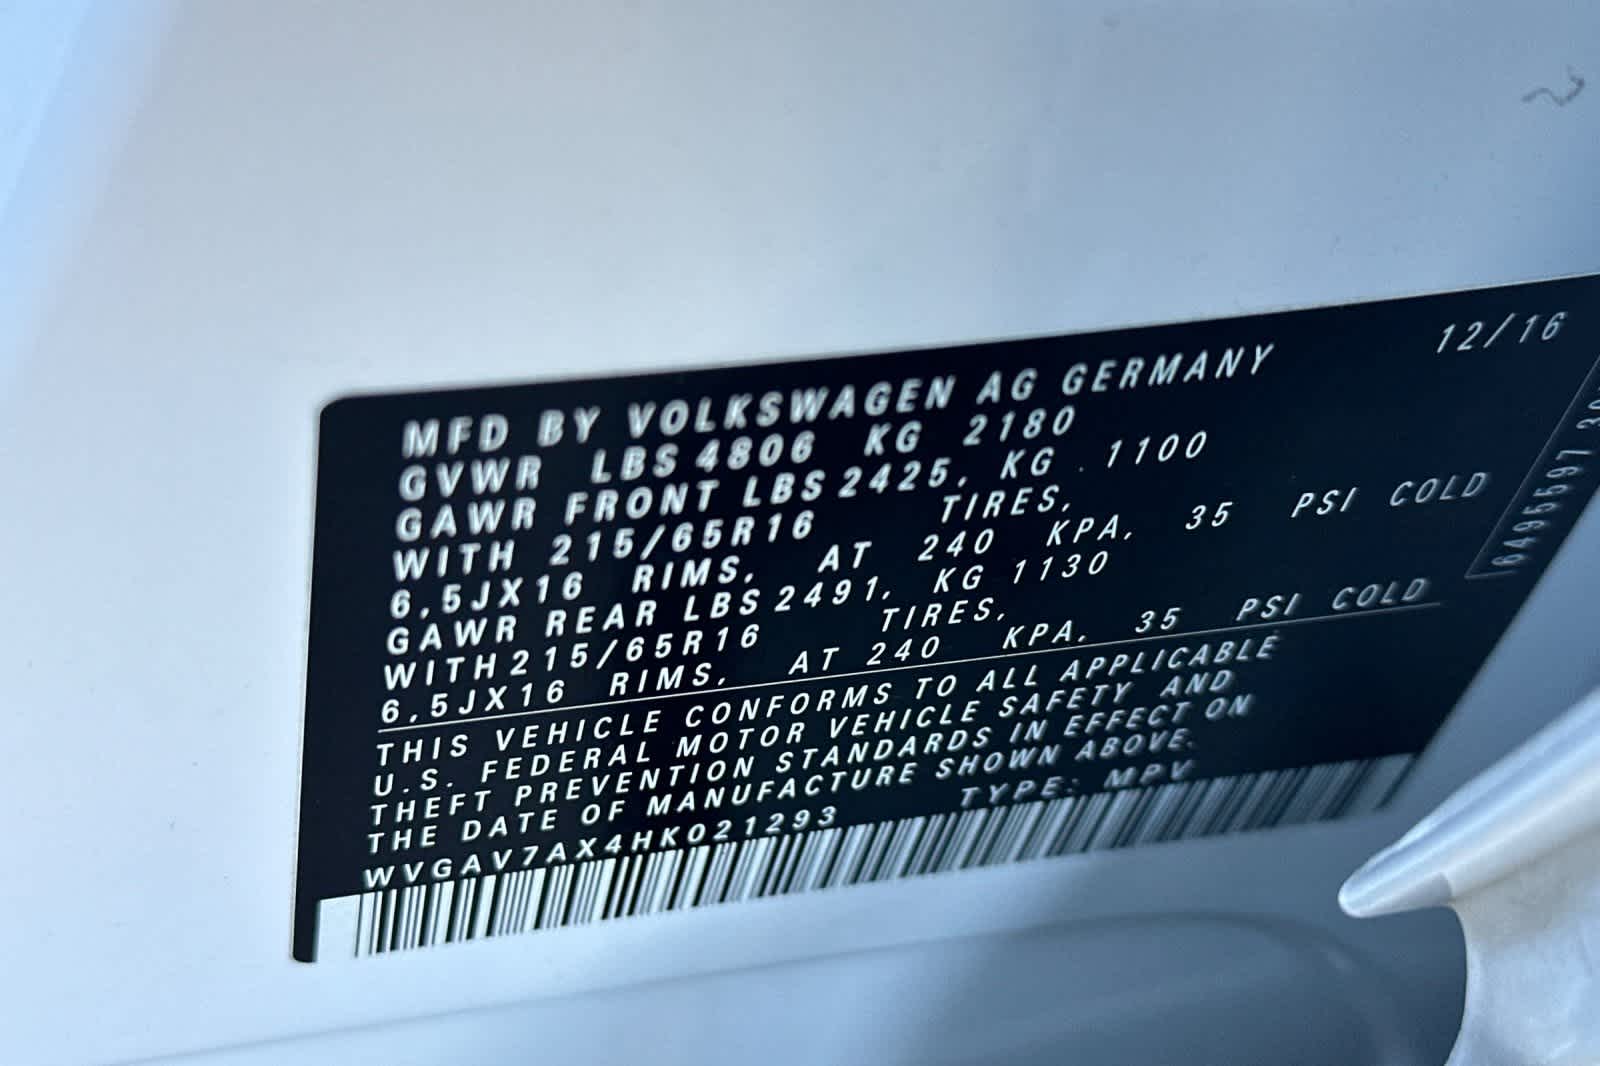 12/16
MFD BY VOLKSWAGEN AG GERMANY
GVWR LBS 4806 KG 2180
GAWR FRONT LBS 2425, KG . 1100
WITH 215/65R16 TIRES,
6,5JX16 RIMS, AT 240 KPA, 35 PSI COLD
GAWR REAR LBS 2491, KG 1130
WITH 215/65R16 TIRES,
6,5JX16 RIMS, AT 240 KPA, 35 PSI COLD
THIS VEHICLE CONFORMS TO ALL APPLICABLE
U.S. FEDERAL MOTOR VEHICLE SAFETY AND
THEFT PREVENTION STANDARDS IN EFFECT ON
THE DATE OF MANUFACTURE SHOWN ABOVE.
WVGAV7AX4HK021293 TYPE: MPV